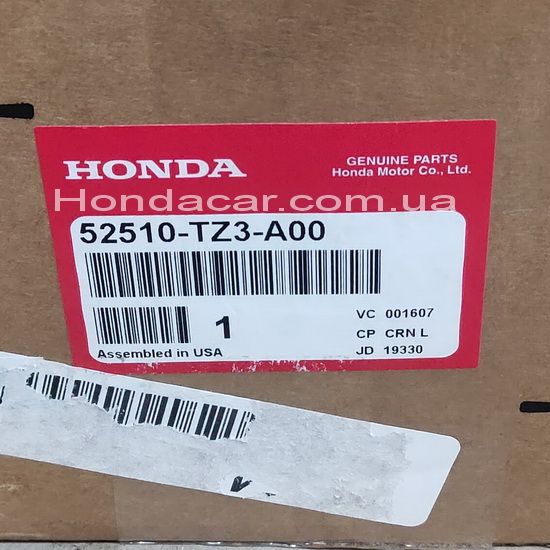 HONDA
GENUINE PARTS
Honda Motor Co., Ltd.
Hondacar.com.ua
52510-TZ3-A00
1
VC 001607
CP CRN L
Assembled in USA
JD 19330